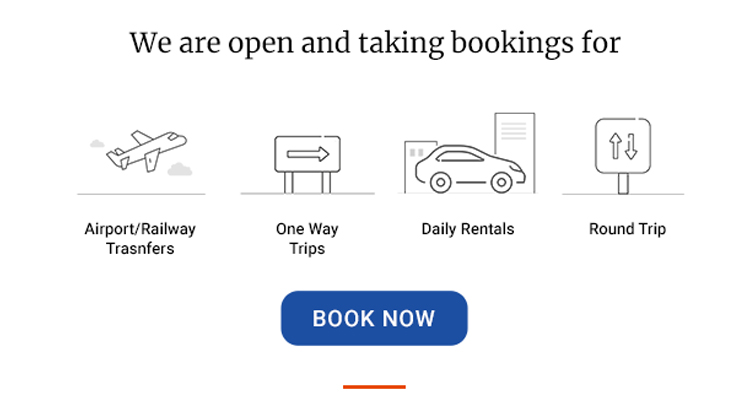 We are open and taking bookings for
Airport/Railway
Trasnfers
One Way
Trips
Daily Rentals
Round Trip
BOOK NOW